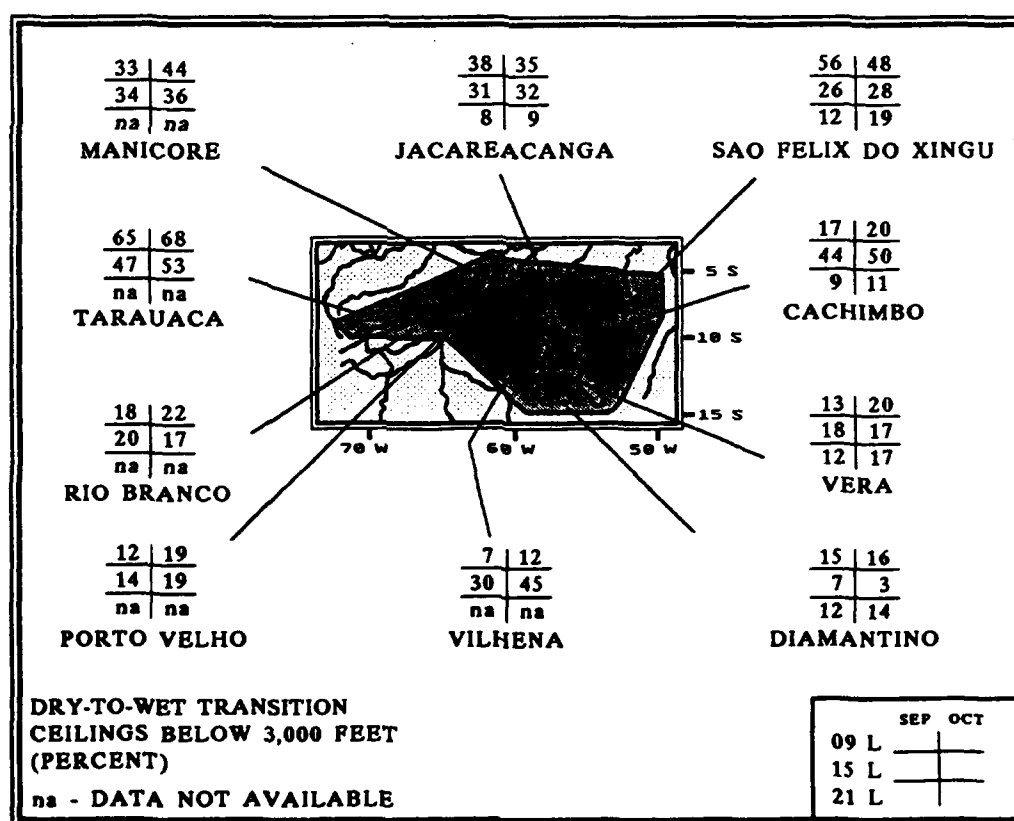 33 44
34 36
na na
MANICORE
38 35
31 32
8 9
JACAREACANGA
56 48
26 28
12 19
SAO FELIX DO XINGU
65 68
47 53
na na
TARAUACA
17 20
44 50
9 11
CACHIMBO
5 S
10 S
15 S
70 W 60 W 50 W
18 22
20 17
na na
RIO BRANCO
13 20
18 17
12 17
VERA
12 19
14 19
na na
PORTO VELHO
7 12
30 45
na na
VILHENA
15 16
7 3
12 14
DIAMANTINO
DRY-TO-WET TRANSITION
CEILINGS BELOW 3,000 FEET
(PERCENT)
na - DATA NOT AVAILABLE
SEP OCT
09 L
15 L
21 L